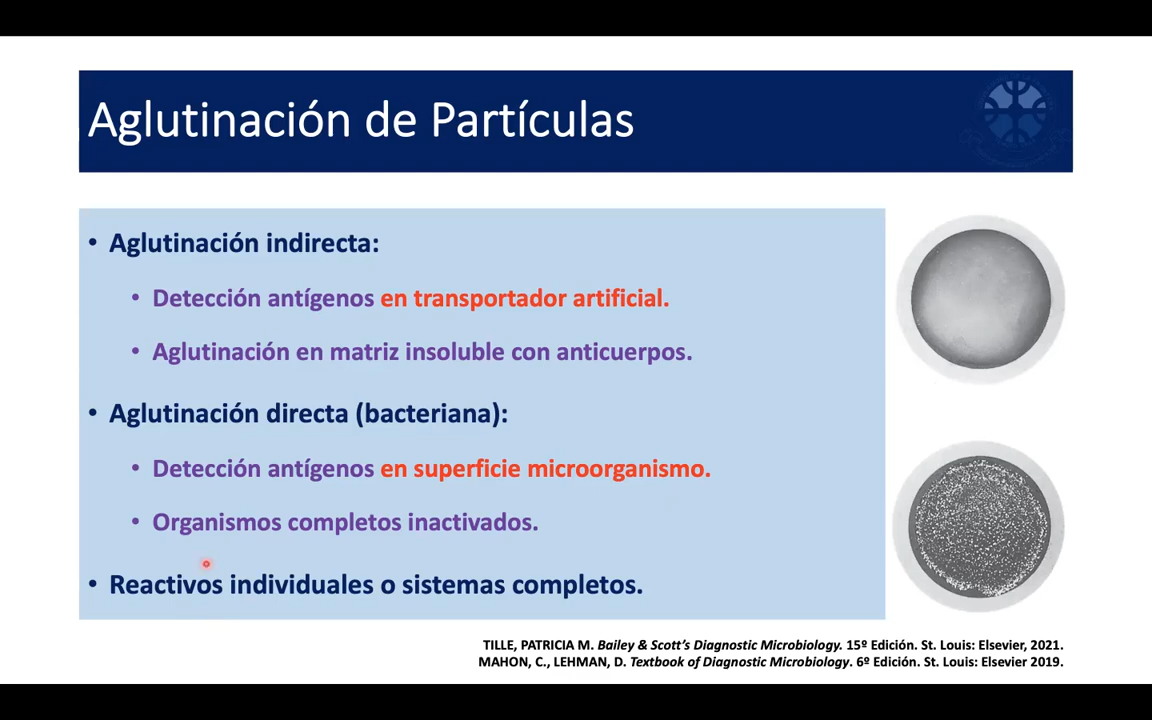 Aglutinación de Partículas
• Aglutinación indirecta:
• Detección antígenos en transportador artificial.
• Aglutinación en matriz insoluble con anticuerpos.
• Aglutinación directa (bacteriana):
• Detección antígenos en superficie microorganismo.
• Organismos completos inactivados.
• Reactivos individuales o sistemas completos.
TILLE, PATRICIA M. Bailey & Scott's Diagnostic Microbiology. 15º Edición. St. Louis: Elsevier, 2021.
MAHON, C., LEHMAN, D. Textbook of Diagnostic Microbiology. 6º Edición. St. Louis: Elsevier 2019.